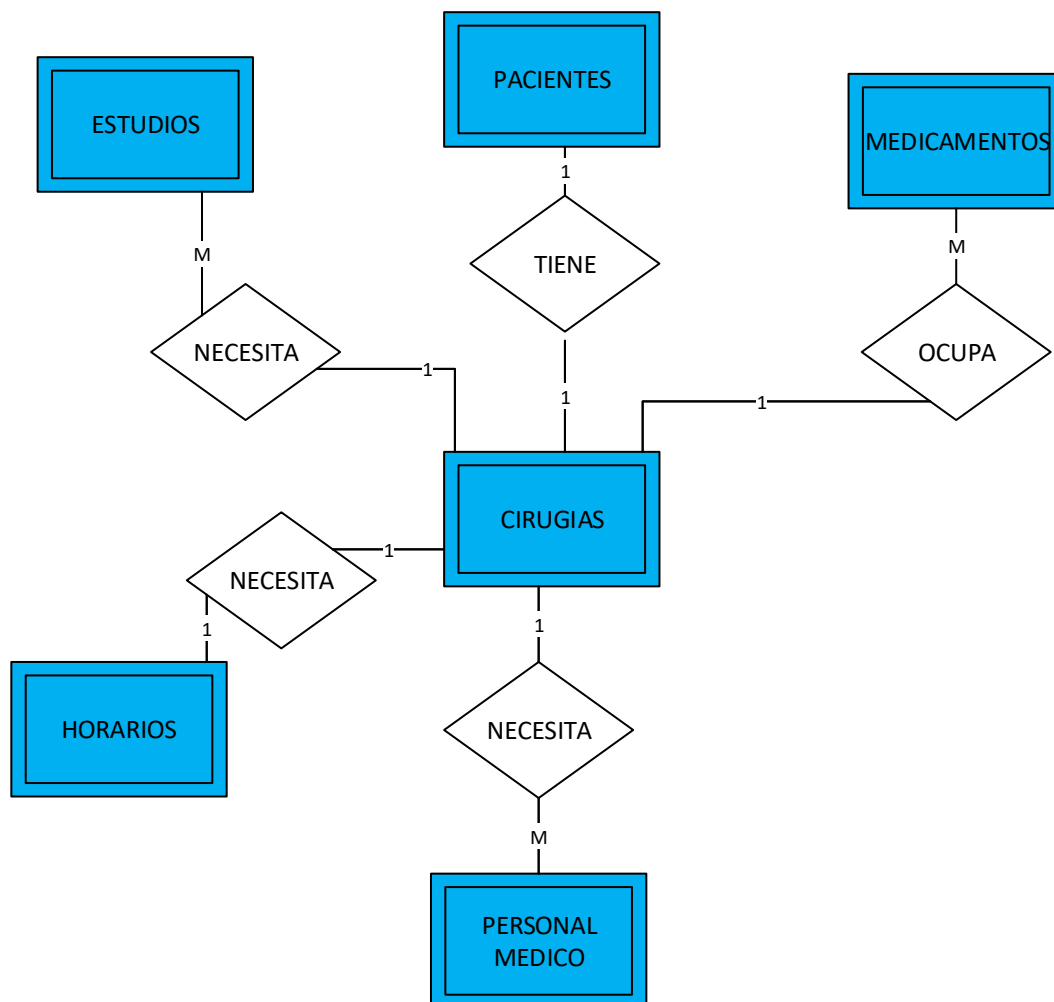 PACIENTES
ESTUDIOS
MEDICAMENTOS
1
M
M
TIENE
NECESITA
OCUPA
1
1
1
CIRUGIAS
1
NECESITA
1
1
HORARIOS
NECESITA
M
PERSONAL
MEDICO